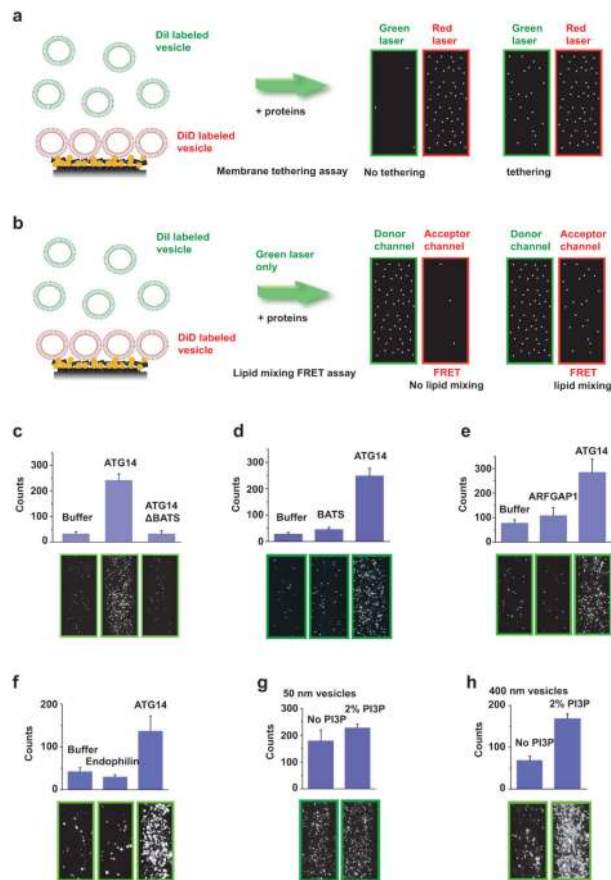 a
DiI labeled
vesicle
DiD labeled
vesicle
+ proteins
Membrane tethering assay
Green
laser
Red
laser
No tethering
Green
laser
Red
laser
tethering
b
DiI labeled
vesicle
DiD labeled
vesicle
Green laser
only
+ proteins
Lipid mixing FRET assay
Donor
channel
Acceptor
channel
FRET
No lipid mixing
Donor
channel
Acceptor
channel
FRET
lipid mixing
c
Counts
300
200
100
0
Buffer
ATG14
ATG14
ΔBATS
d
Counts
300
200
100
0
Buffer
BATS
ATG14
e
Counts
300
200
100
0
Buffer
ARFGAP1
ATG14
f
Counts
200
100
0
Buffer
Endophilin
ATG14
g
50 nm vesicles
Counts
300
200
100
0
No PI3P
2% PI3P
h
400 nm vesicles
Counts
200
100
0
No PI3P
2% PI3P